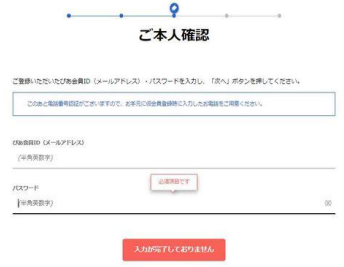 ご本人確認
ご登録いただいたぴあ会員ID(メールアドレス)・パスワードを入力し、「次へ」ボタンを押してください。
このあと電話番号認証がございますので、お手元に会員登録時に入力したお電話をご用意ください。
ぴあ会員ID(メールアドレス)
(半角英数字)
必須項目です
パスワード
(半角英数字)
入力が完了しておりません